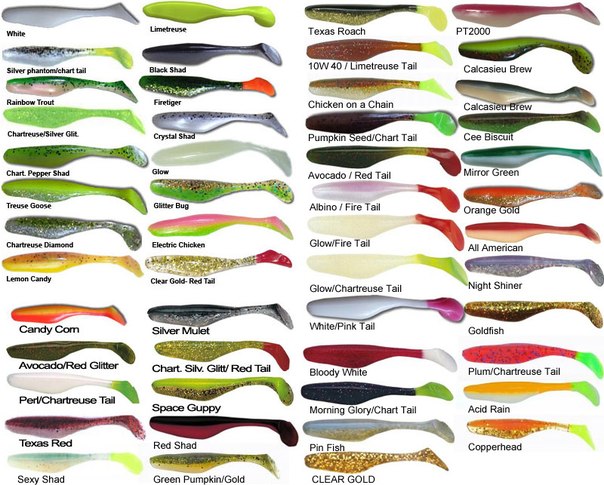 White
Limetreuse
Silver phantom/chart tail
Black Shad
Rainbow Trout
Firetiger
Chartreuse/Silver Glit.
Crystal Shad
Chart. Pepper Shad
Glow
Treuse Goose
Glitter Bug
Chartreuse Diamond
Electric Chicken
Lemon Candy
Clear Gold- Red Tail
Candy Corn
Silver Mulet
Avocado/Red Glitter
Chart. Silv. Glitt/ Red Tail
Perl/Chartreuse Tail
Space Guppy
Texas Red
Red Shad
Sexy Shad
Green Pumpkin/Gold
Texas Roach
PT2000
10W 40 / Limetreuse Tail
Calcasieu Brew
Chicken on a Chain
Calcasieu Brew
Pumpkin Seed/Chart Tail
Cee Biscuit
Avocado / Red Tail
Mirror Green
Albino / Fire Tail
Orange Gold
Glow/Fire Tail
All American
Glow/Chartreuse Tail
Night Shiner
White/Pink Tail
Goldfish
Bloody White
Plum/Chartreuse Tail
Morning Glory/Chart Tail
Acid Rain
Pin Fish
Copperhead
CLEAR GOLD